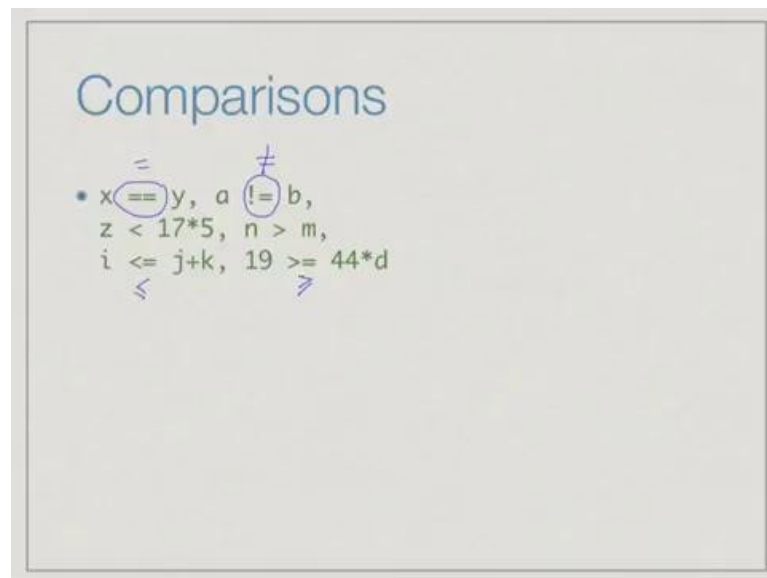 Comparisons
= ≠
• x == y, a != b,
z < 17*5, n > m,
i <= j+k, 19 >= 44*d
≤ ≥